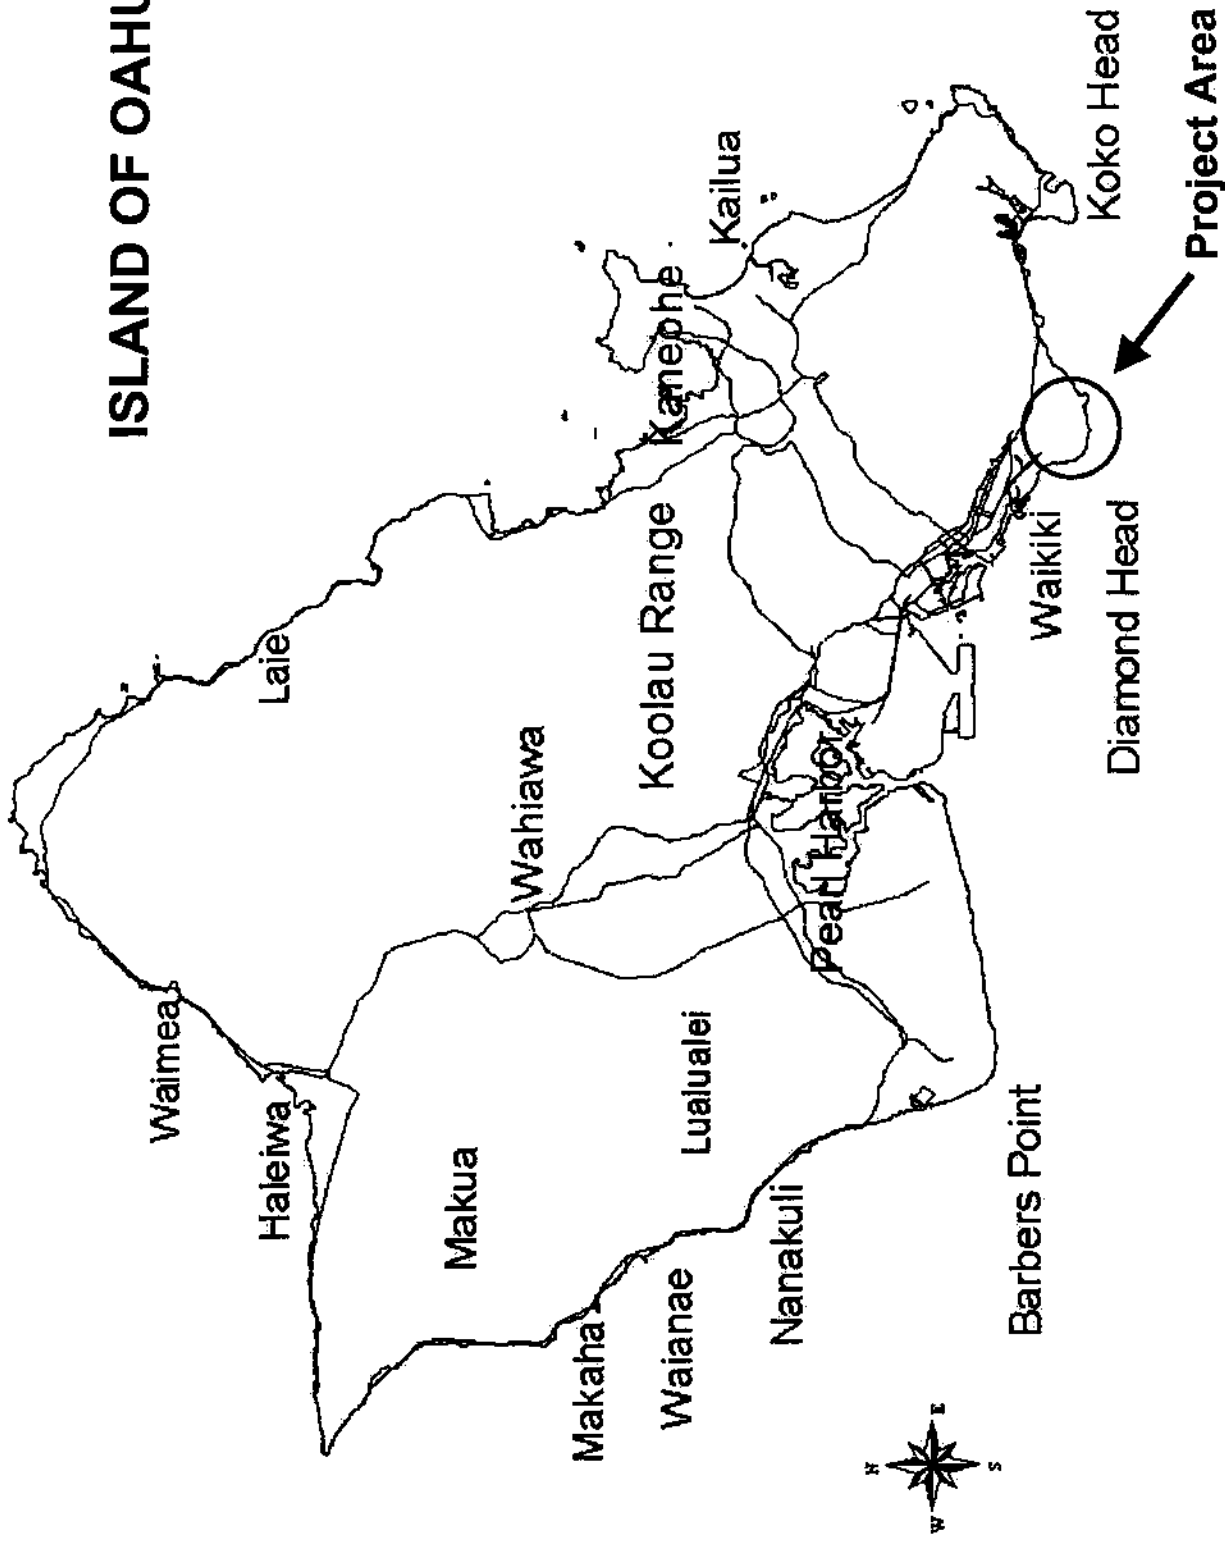 ISLAND OF OAHU
Waimea
Haleiwa
Laie
Makua
Wahiawa
Makaha
Koolau Range
Kaneohe
Waianae
Lualualei
Kailua
Nanakuli
Pearl Harbor
N
W
E
S
Barbers Point
Waikiki
Koko Head
Diamond Head
Project Area